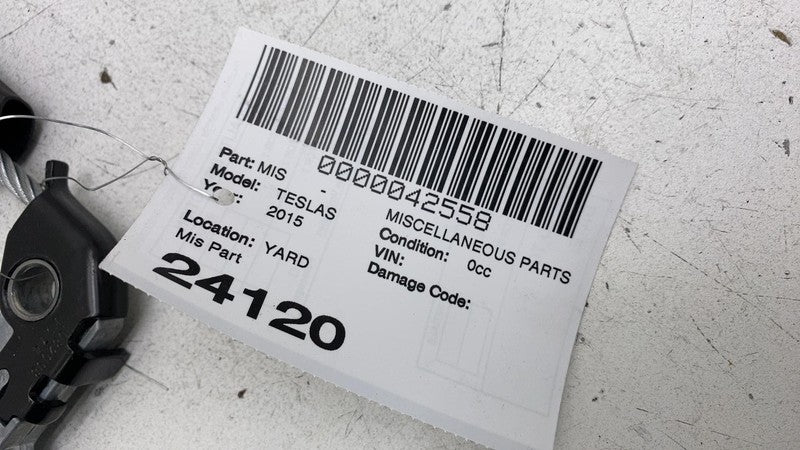 0000042558
Part: MIS - MISCELLANEOUS PARTS
Model: TESLAS Condition: 0cc
2015 VIN:
Damage Code:
Location: YARD
Mis Part
24120